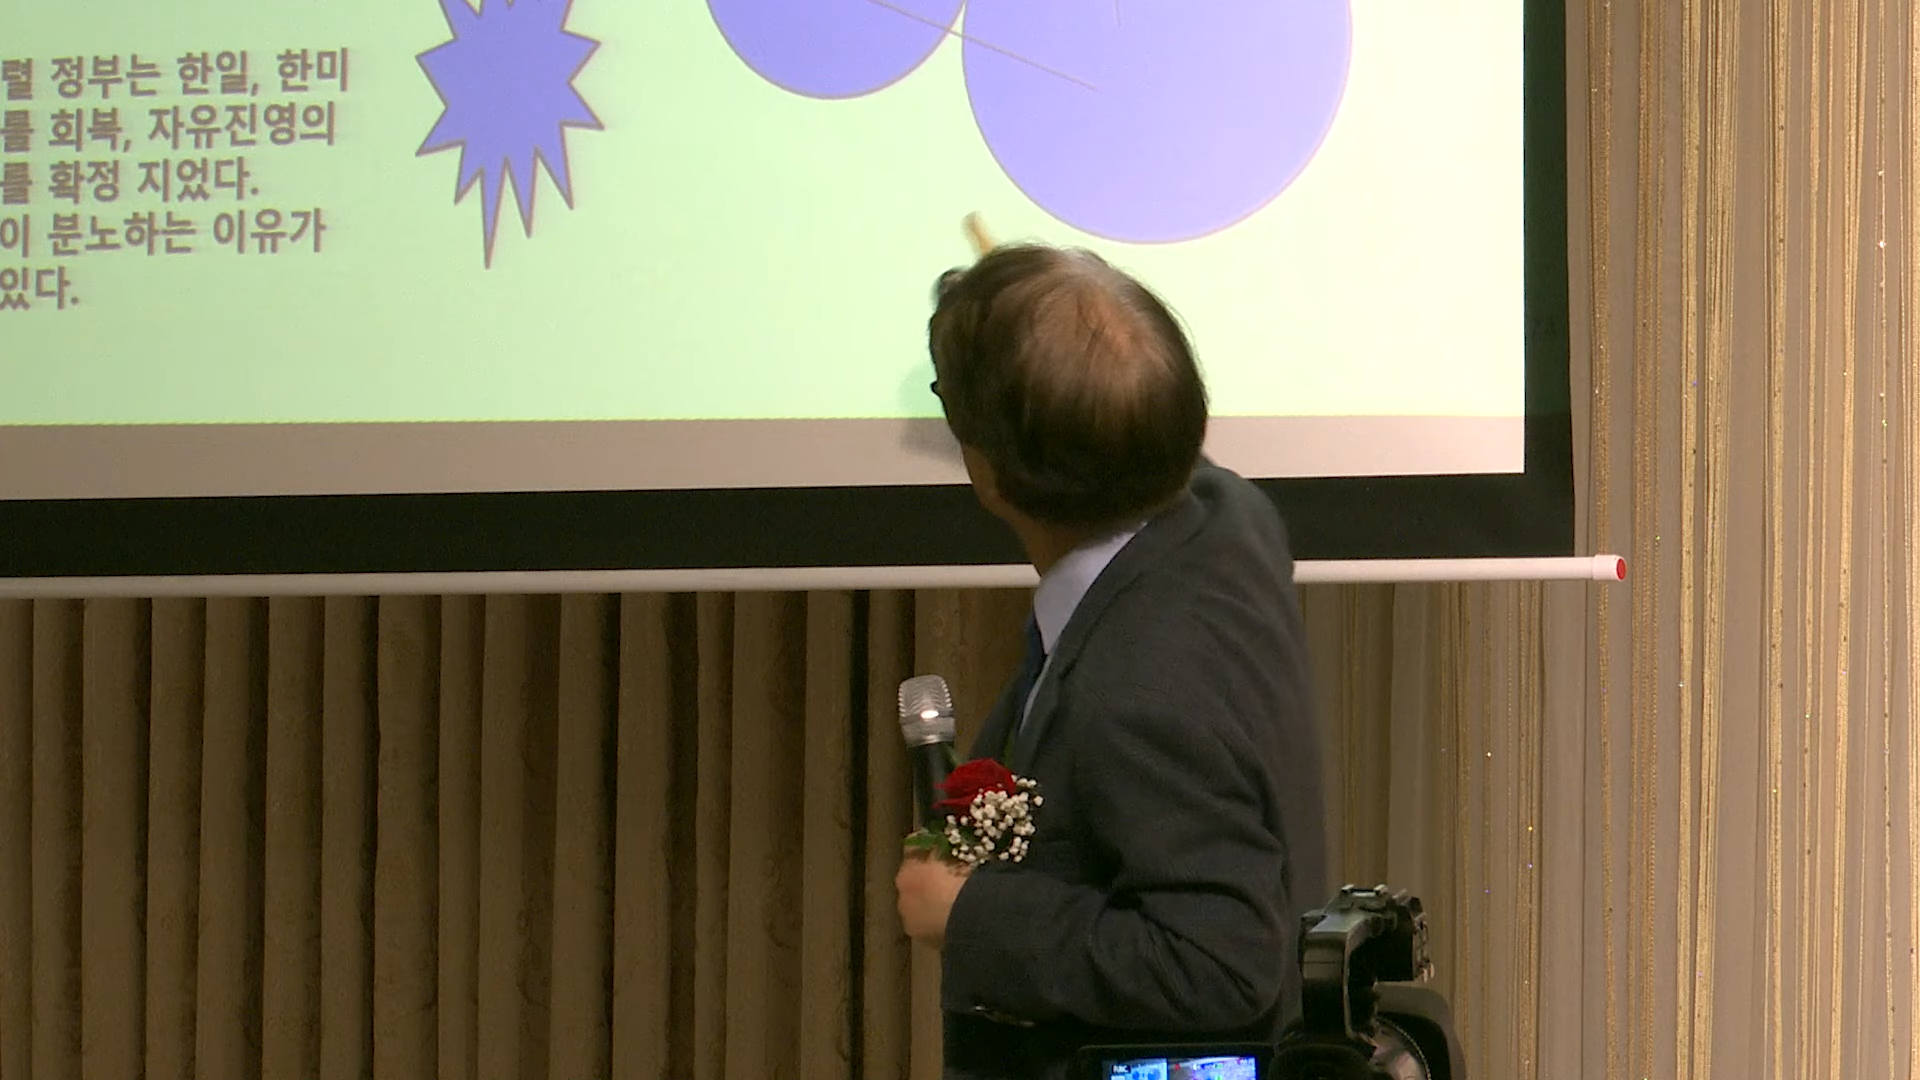 렬 정부는 한일, 한미
를 회복, 자유진영의
를 확정 지었다.
이 분노하는 이유가
있다.